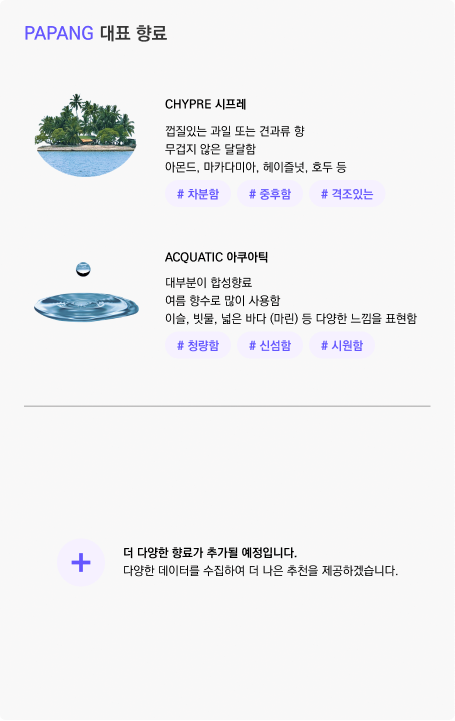 PAPANG 대표 향료
CHYPRE 시프레
껍질있는 과일 또는 견과류 향
무겁지 않은 달달함
아몬드, 마카다미아, 헤이즐넛, 호두 등
# 차분함 # 중후함 # 격조있는
ACQUATIC 아쿠아틱
대부분이 합성향료
여름 향수로 많이 사용함
이슬, 빗물, 넓은 바다 (마린) 등 다양한 느낌을 표현함
# 청량함 # 신섬함 # 시원함
더 다양한 향료가 추가될 예정입니다.
다양한 데이터를 수집하여 더 나은 추천을 제공하겠습니다.